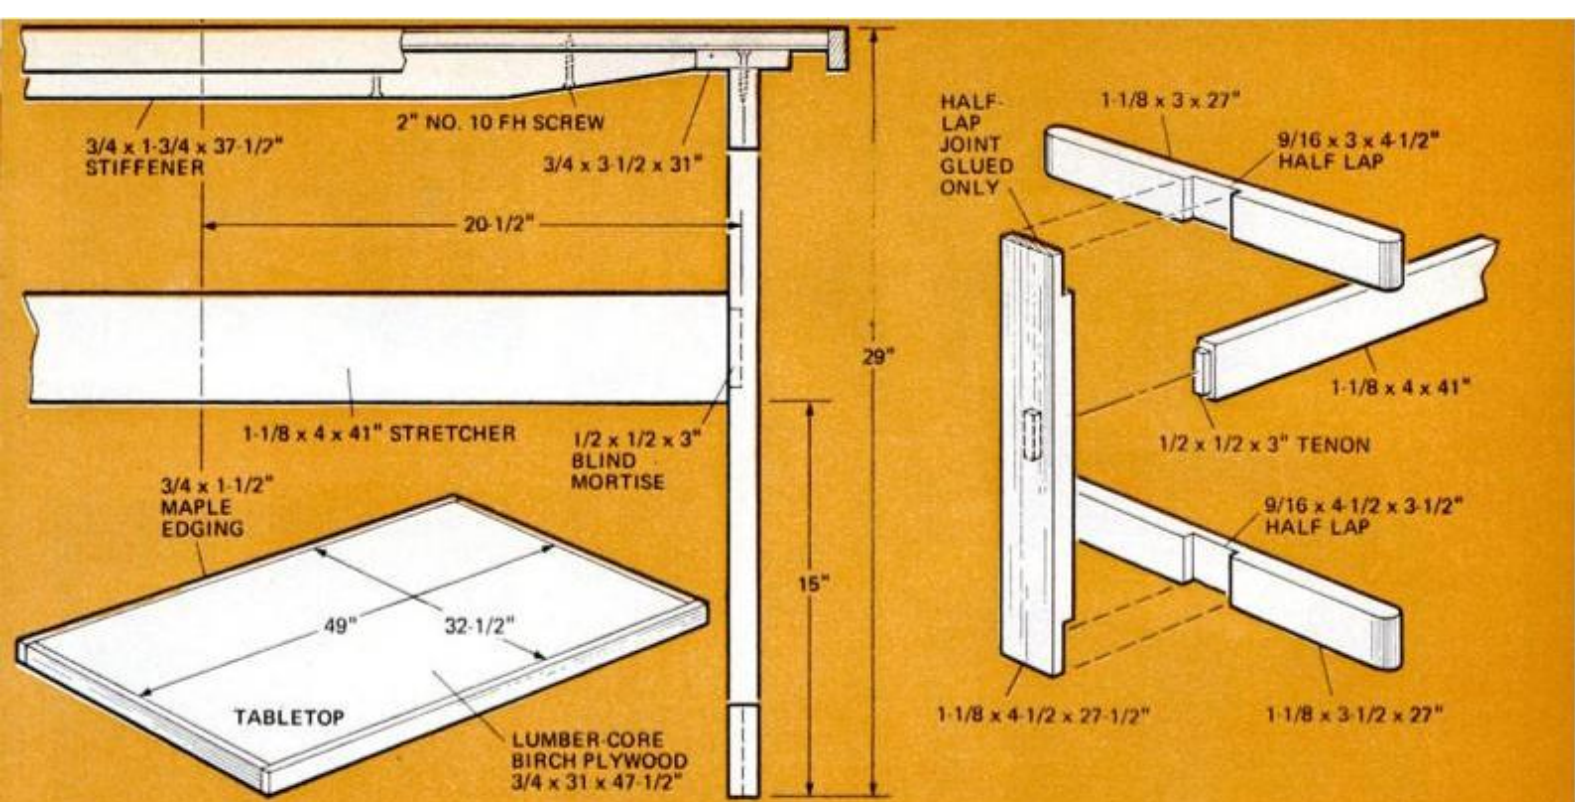 3/4 x 1-3/4 x 37-1/2"
STIFFENER
2" NO. 10 FH SCREW
3/4 x 3-1/2 x 31"
20-1/2"
29"
1-1/8 x 4 x 41" STRETCHER
1/2 x 1/2 x 3"
BLIND
MORTISE
3/4 x 1-1/2"
MAPLE
EDGING
15"
49"
32-1/2"
TABLETOP
LUMBER-CORE
BIRCH PLYWOOD
3/4 x 31 x 47-1/2"
HALF-
LAP
JOINT
GLUED
ONLY
1-1/8 x 3 x 27"
9/16 x 3 x 4-1/2"
HALF LAP
1-1/8 x 4 x 41"
1/2 x 1/2 x 3" TENON
9/16 x 4-1/2 x 3-1/2"
HALF LAP
1-1/8 x 4-1/2 x 27-1/2"
1-1/8 x 3-1/2 x 27"